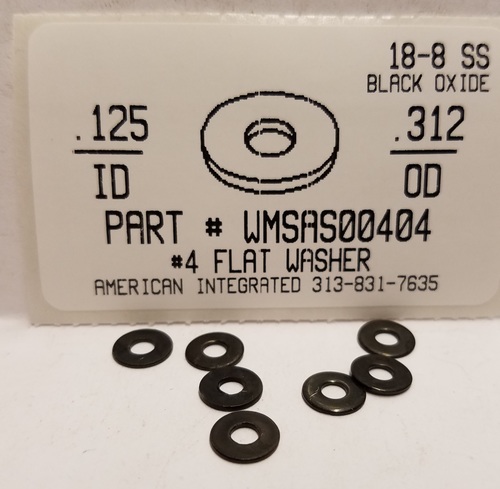 18-8 SS
BLACK OXIDE
.125 .312
ID OD
PART # WMSAS00404
#4 FLAT WASHER
AMERICAN INTEGRATED 313-831-7635